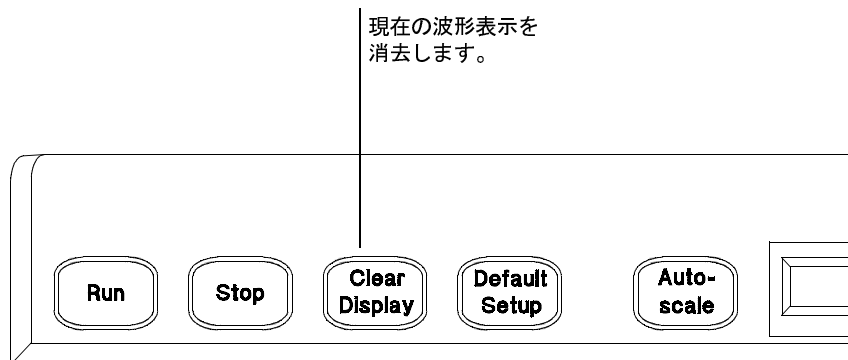 現在の波形表示を
消去します。
Run
Stop
Clear
Display
Default
Setup
Auto-
scale